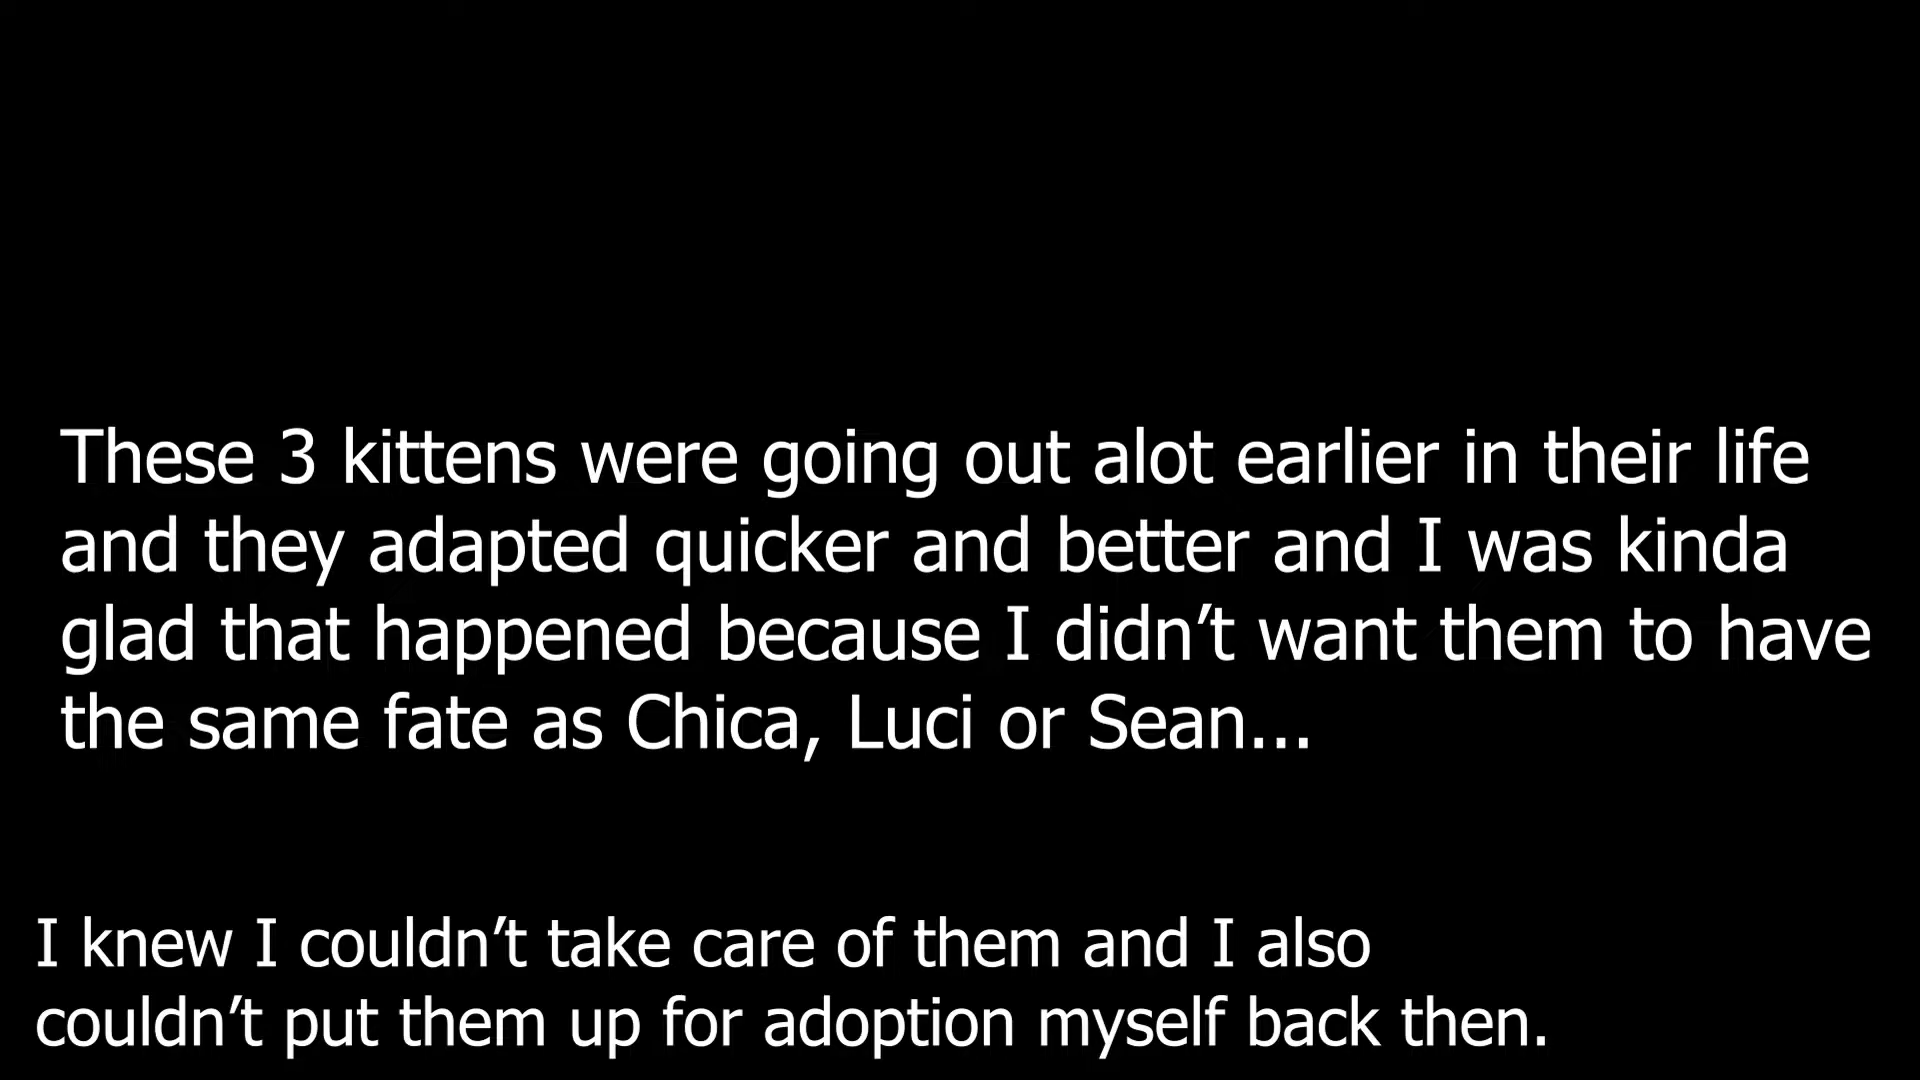 These 3 kittens were going out alot earlier in their life
and they adapted quicker and better and I was kinda
glad that happened because I didn’t want them to have
the same fate as Chica, Luci or Sean...
I knew I couldn’t take care of them and I also
couldn’t put them up for adoption myself back then.